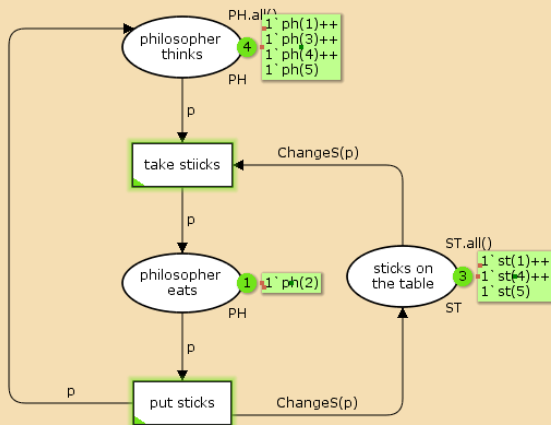 PH.all()
philosopher
thinks
4
1`ph(1)++
1`ph(3)++
1`ph(4)++
1`ph(5)
PH
p
take stiicks
ChangeS(p)
p
ST.all()
philosopher
eats
1
1`ph(2)
PH
sticks on
the table
3
1`st(1)++
1`st(4)++
1`st(5)
ST
p
p
put sticks
ChangeS(p)